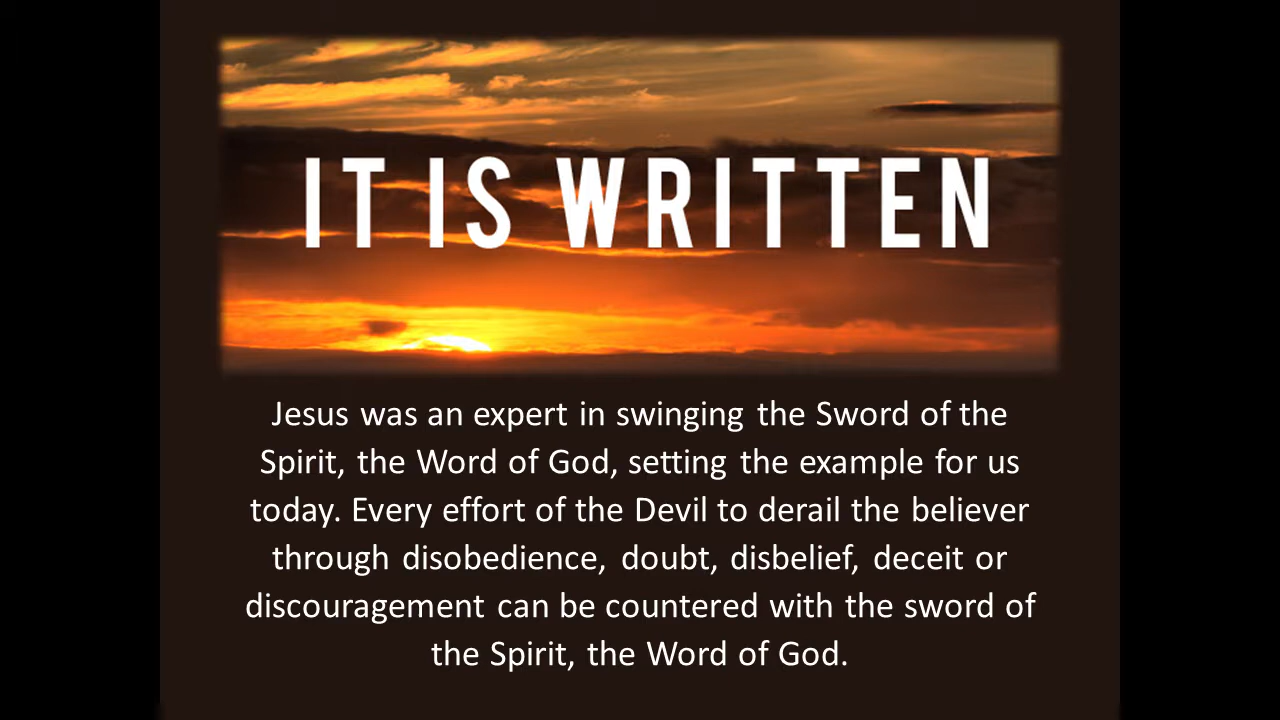 IT IS WRITTEN
Jesus was an expert in swinging the Sword of the
Spirit, the Word of God, setting the example for us
today. Every effort of the Devil to derail the believer
through disobedience, doubt, disbelief, deceit or
discouragement can be countered with the sword of
the Spirit, the Word of God.